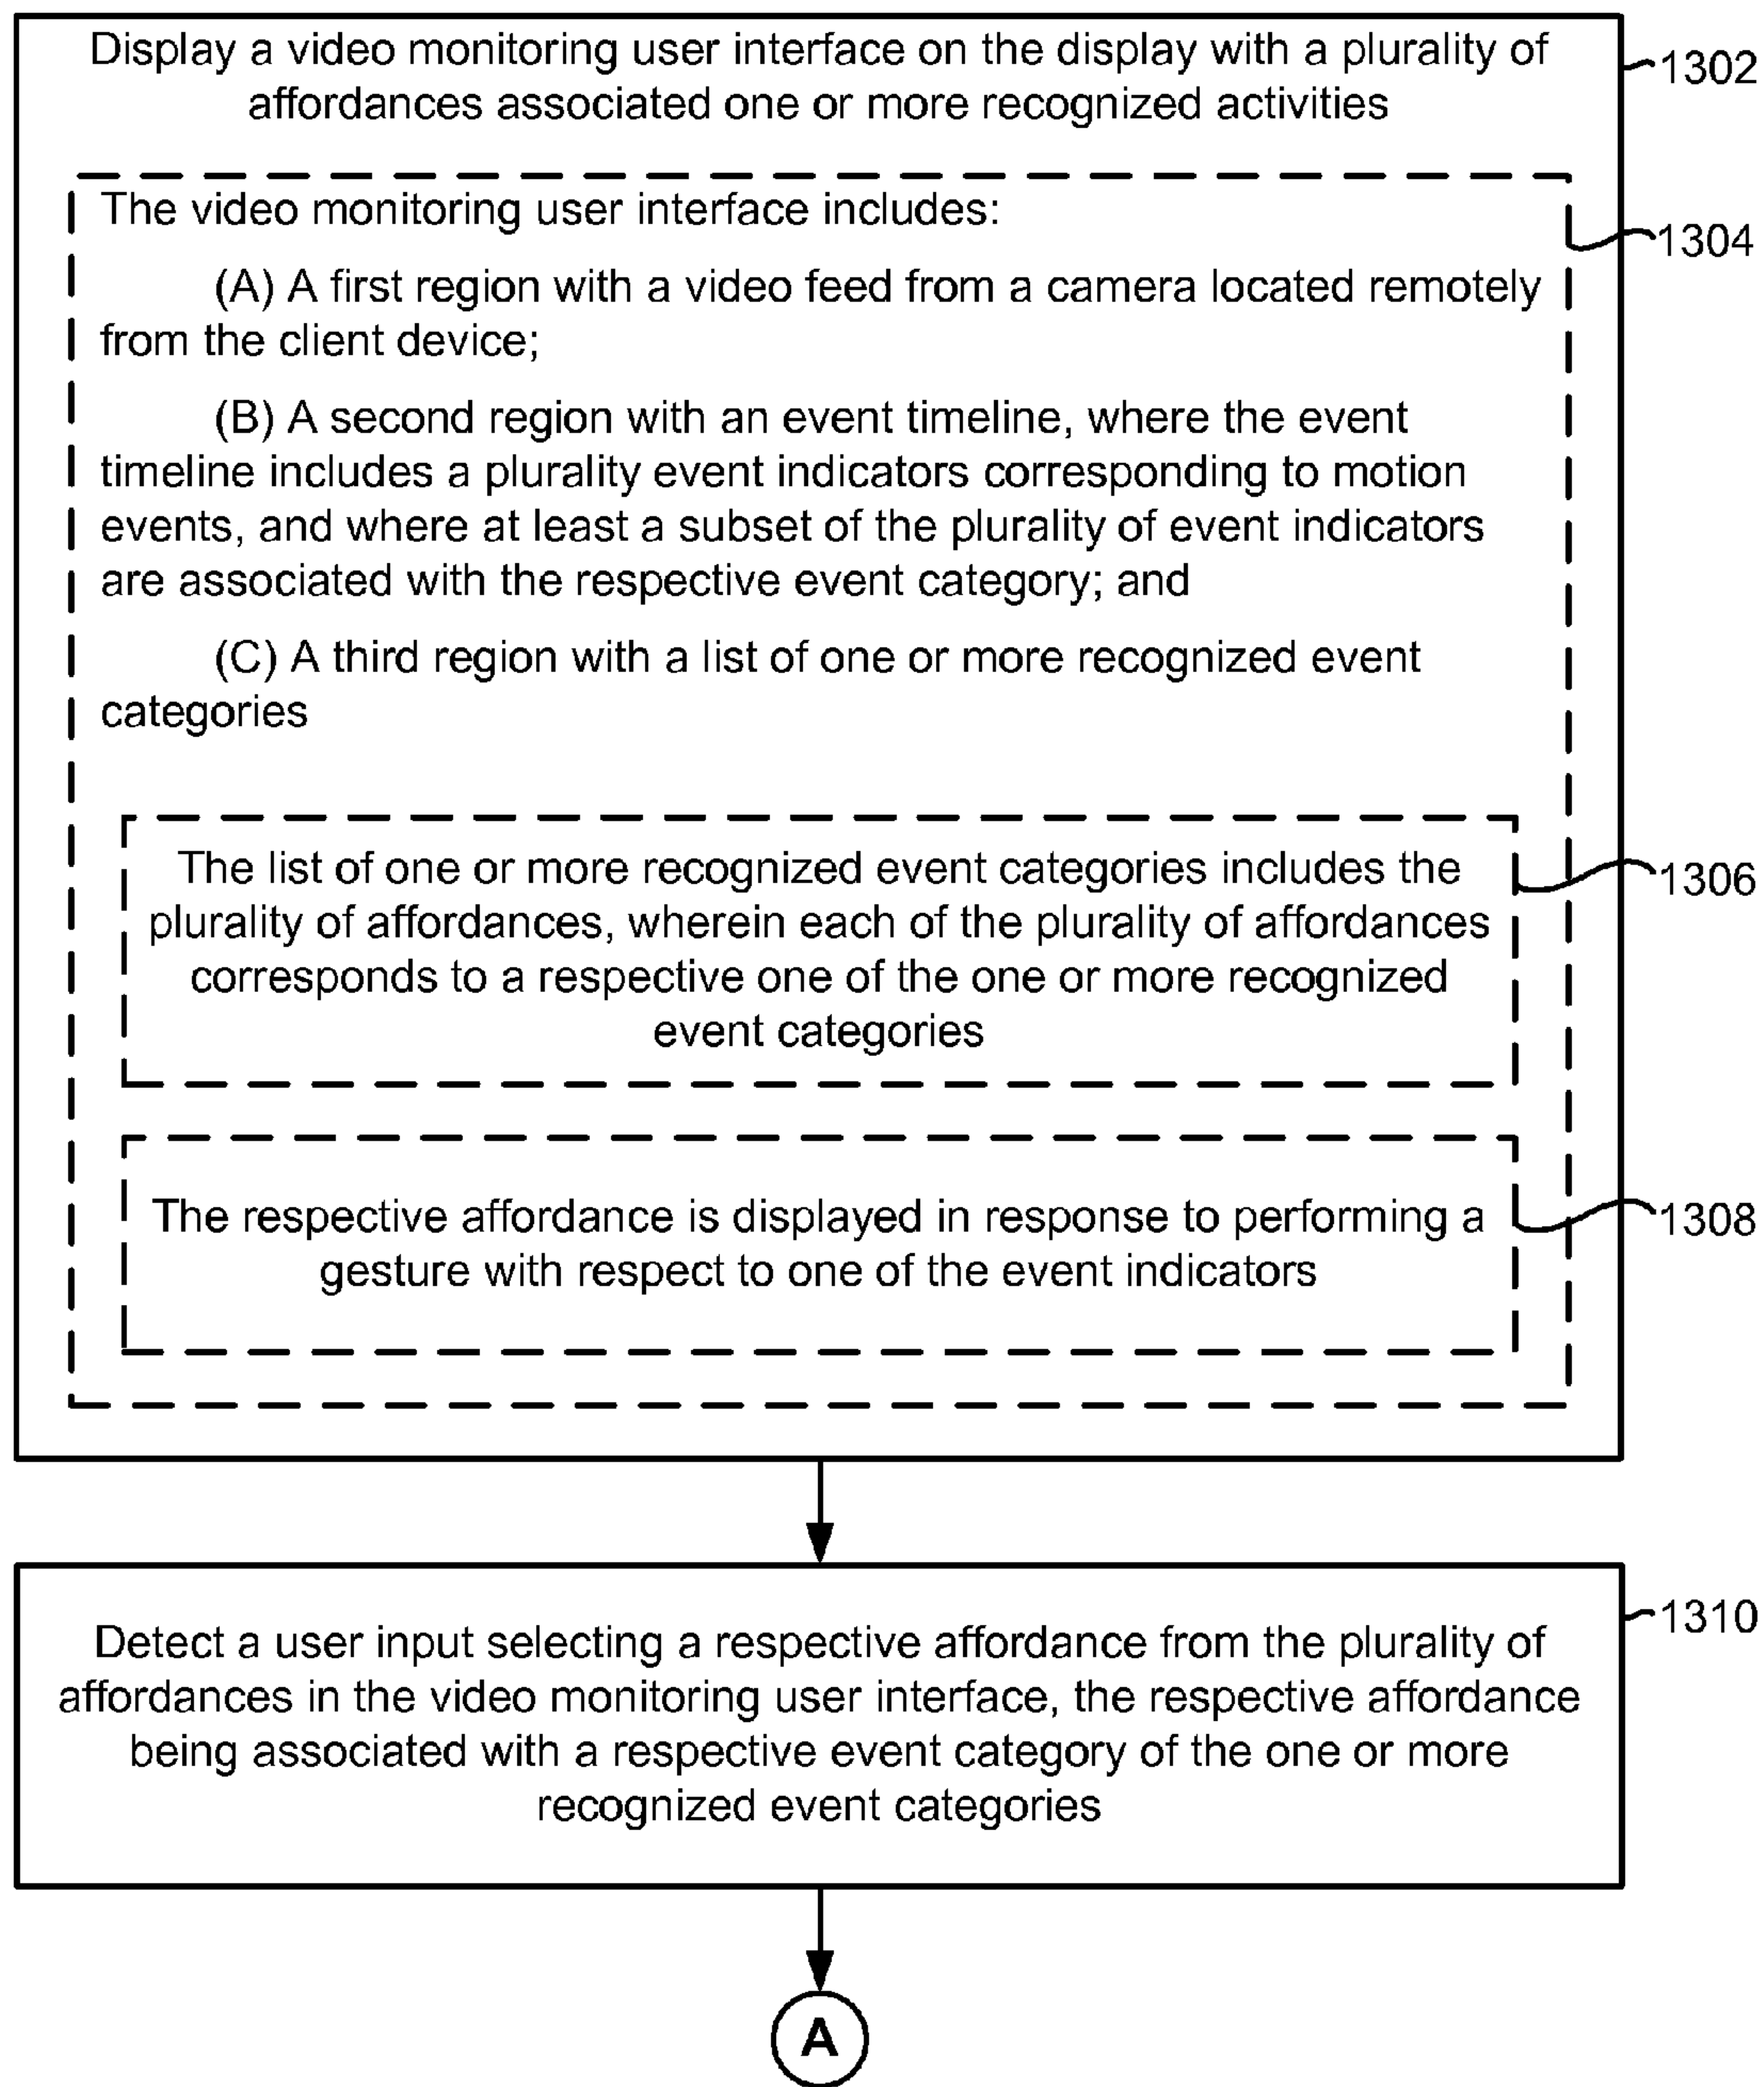 Display a video monitoring user interface on the display with a plurality of
affordances associated one or more recognized activities
1302
The video monitoring user interface includes:
1304
(A) A first region with a video feed from a camera located remotely
from the client device;
(B) A second region with an event timeline, where the event
timeline includes a plurality event indicators corresponding to motion
events, and where at least a subset of the plurality of event indicators
are associated with the respective event category; and
(C) A third region with a list of one or more recognized event
categories
The list of one or more recognized event categories includes the
plurality of affordances, wherein each of the plurality of affordances
corresponds to a respective one of the one or more recognized
event categories
1306
The respective affordance is displayed in response to performing a
gesture with respect to one of the event indicators
1308
Detect a user input selecting a respective affordance from the plurality of
affordances in the video monitoring user interface, the respective affordance
being associated with a respective event category of the one or more
recognized event categories
1310
A